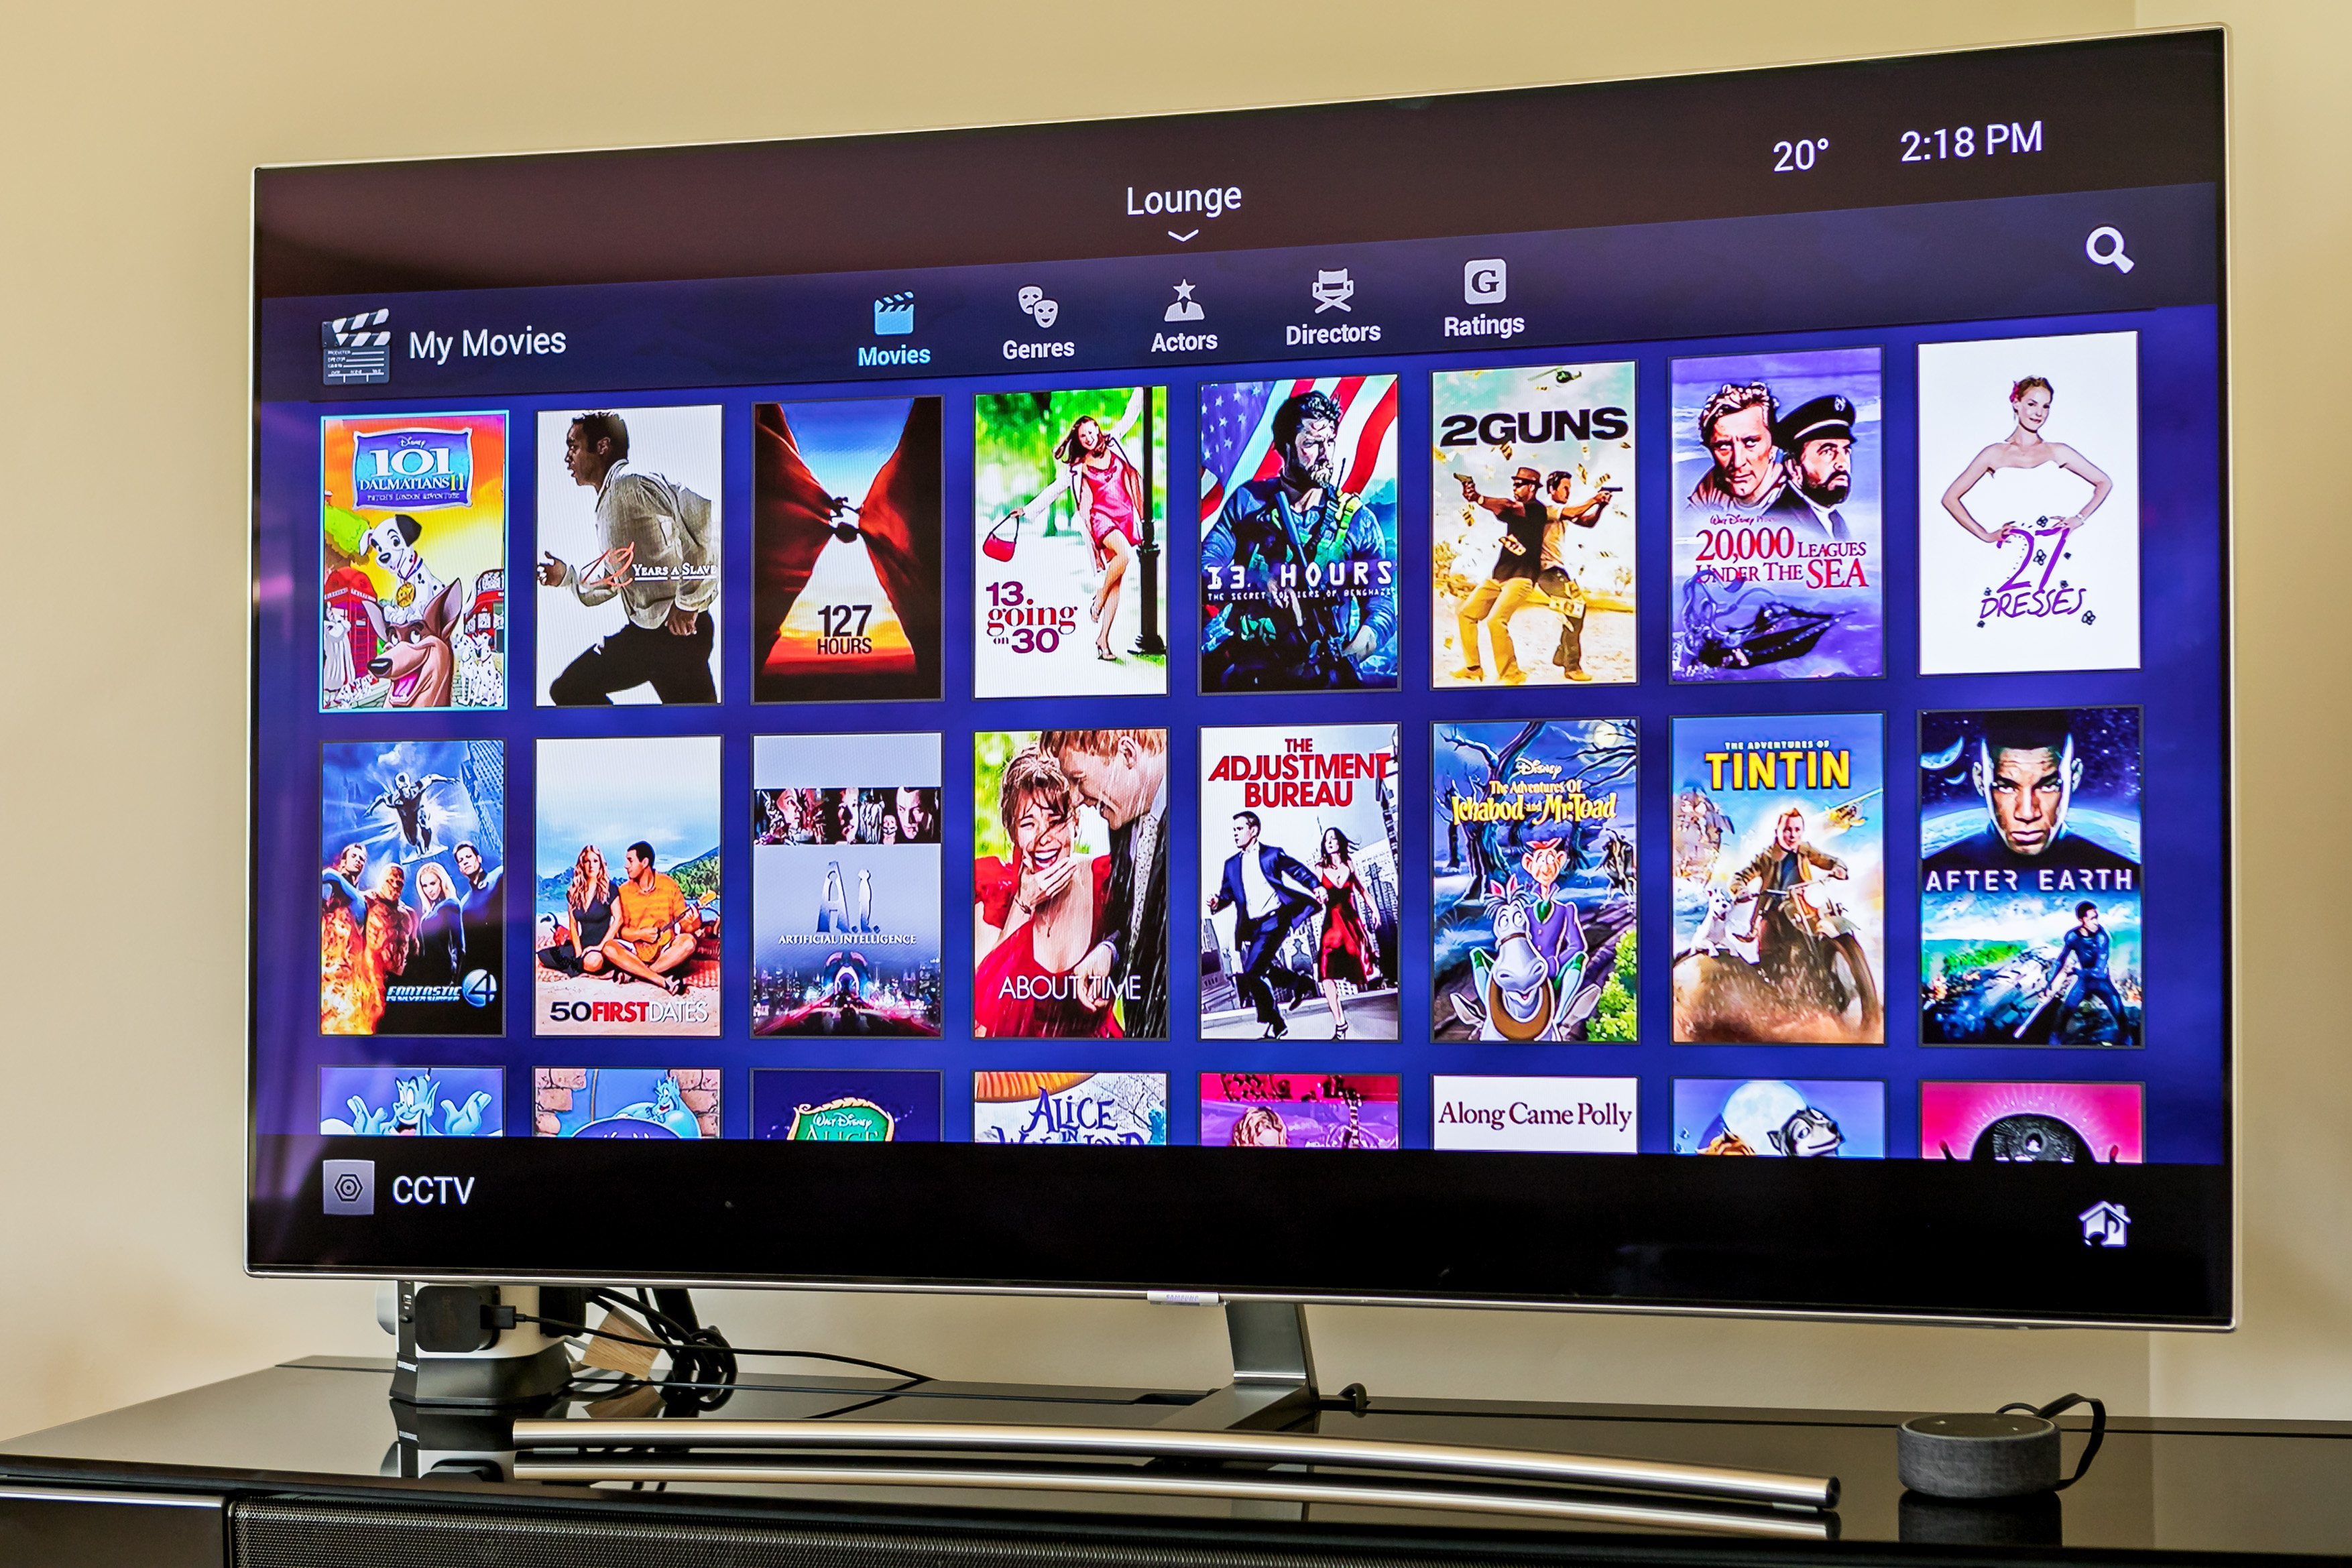 20° 2:18 PM
Lounge
My Movies
Movies
Genres
Actors
Directors
G
Ratings
Disney
101
DALMATIANS II
PATCH'S LONDON ADVENTURE
12 YEARS A SLAVE
127
HOURS
13
going
on 30
13 HOURS
THE SECRET SOLDIERS OF BENGHAZI
2GUNS
Walt Disney
20,000 LEAGUES
UNDER THE SEA
27
DRESSES
FANTASTIC 4
50FIRSTDATES
A.I.
ARTIFICIAL INTELLIGENCE
ABOUT TIME
THE
ADJUSTMENT
BUREAU
Disney
The Adventures Of
Ichabod and Mr. Toad
THE ADVENTURES OF
TINTIN
AFTER EARTH
Walt Disney
ALICE
ALICE
IN
Along Came Polly
CCTV
SAMSUNG